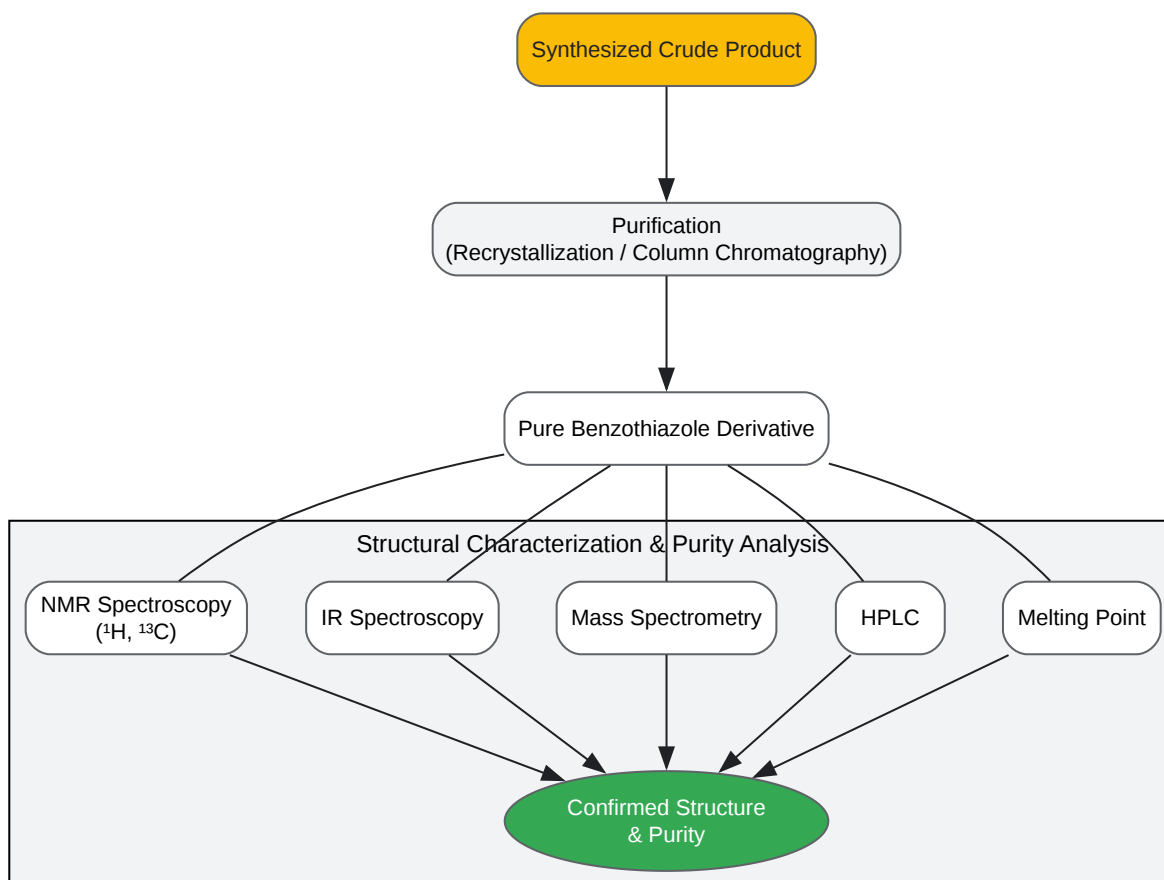 Synthesized Crude Product
Purification
(Recrystallization / Column Chromatography)
Pure Benzothiazole Derivative
Structural Characterization & Purity Analysis
NMR Spectroscopy
(¹H, ¹³C)
IR Spectroscopy
Mass Spectrometry
HPLC
Melting Point
Confirmed Structure
& Purity